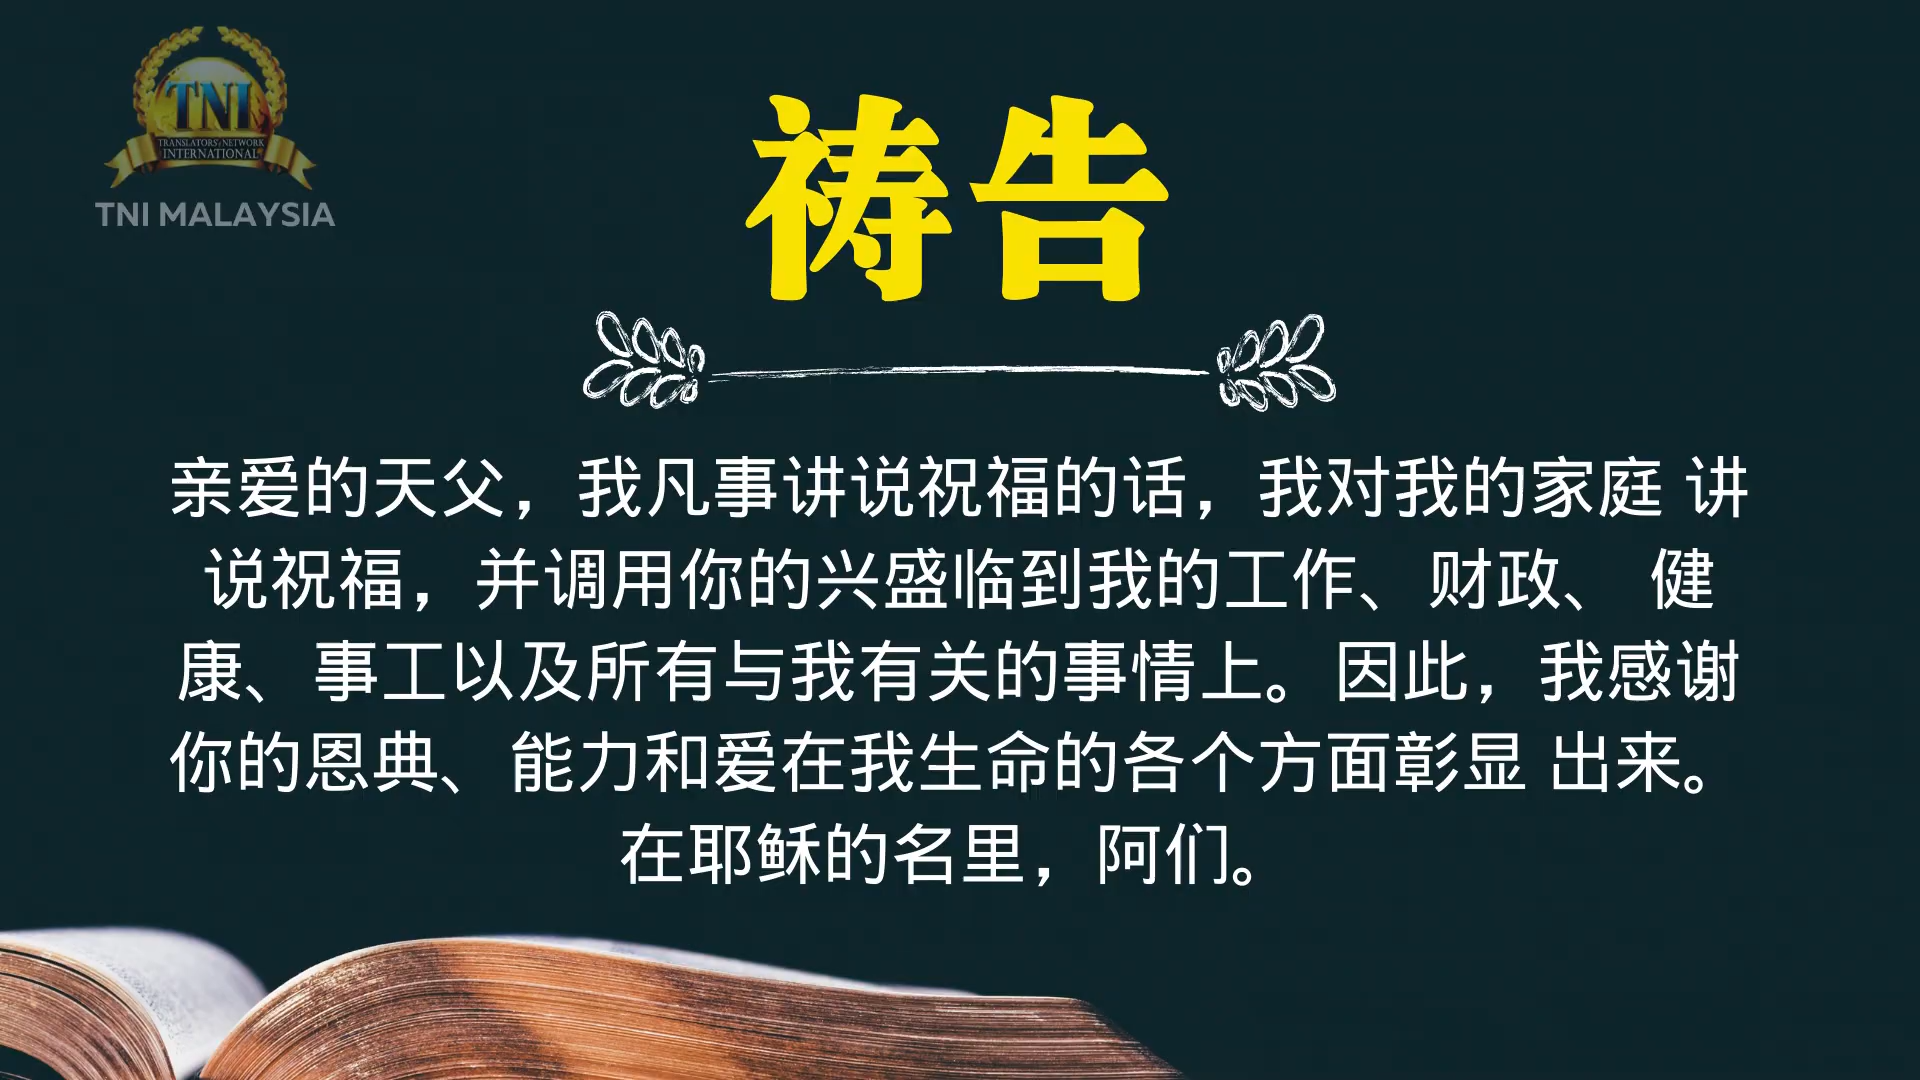 TNI
TRANSLATORS' NETWORK
INTERNATIONAL
TNI MALAYSIA
祷告
亲爱的天父，我凡事讲说祝福的话，我对我的家庭 讲
说祝福，并调用你的兴盛临到我的工作、财政、 健
康、事工以及所有与我有关的事情上。因此，我感谢
你的恩典、能力和爱在我生命的各个方面彰显 出来。
在耶稣的名里，阿们。